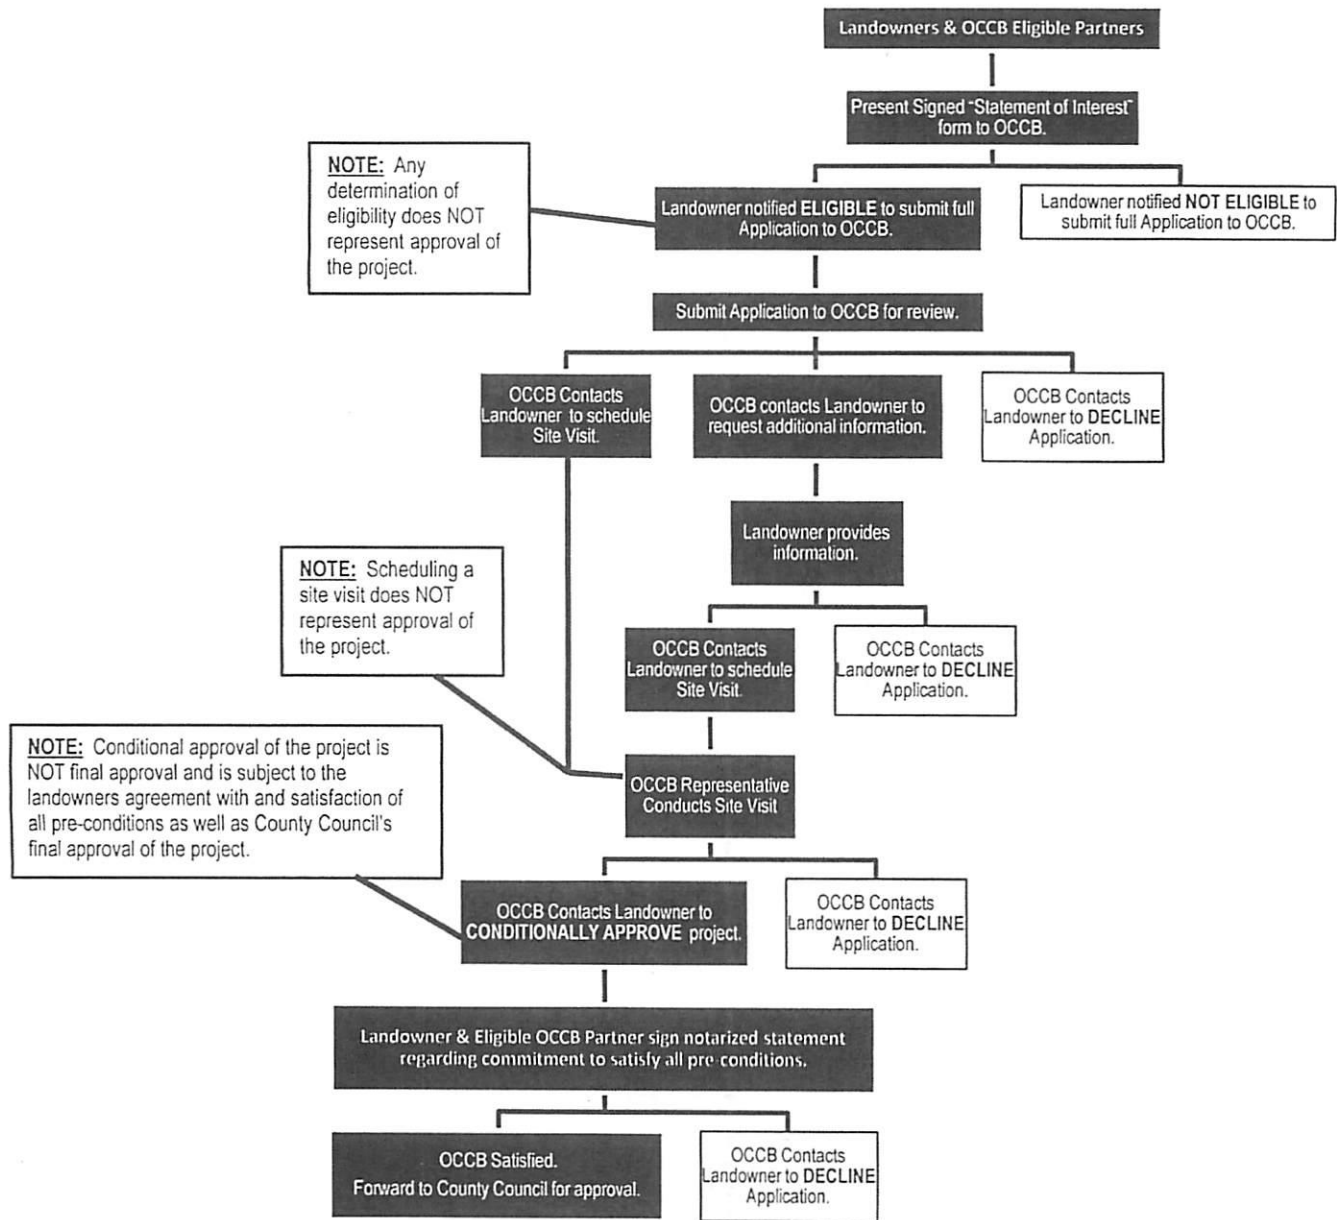 Landowners & OCCB Eligible Partners
Present Signed "Statement of Interest"
form to OCCB.
NOTE: Any
determination of
eligibility does NOT
represent approval of
the project.
Landowner notified ELIGIBLE to submit full
Application to OCCB.
Landowner notified NOT ELIGIBLE to
submit full Application to OCCB.
Submit Application to OCCB for review.
OCCB Contacts
Landowner to schedule
Site Visit.
OCCB contacts Landowner to
request additional information.
OCCB Contacts
Landowner to DECLINE
Application.
Landowner provides
information.
NOTE: Scheduling a
site visit does NOT
represent approval of
the project.
OCCB Contacts
Landowner to schedule
Site Visit.
OCCB Contacts
Landowner to DECLINE
Application.
NOTE: Conditional approval of the project is
NOT final approval and is subject to the
landowners agreement with and satisfaction of
all pre-conditions as well as County Council's
final approval of the project.
OCCB Representative
Conducts Site Visit
OCCB Contacts Landowner to
CONDITIONALLY APPROVE project.
OCCB Contacts
Landowner to DECLINE
Application.
Landowner & Eligible OCCB Partner sign notarized statement
regarding commitment to satisfy all pre-conditions.
OCCB Satisfied.
Forward to County Council for approval.
OCCB Contacts
Landowner to DECLINE
Application.